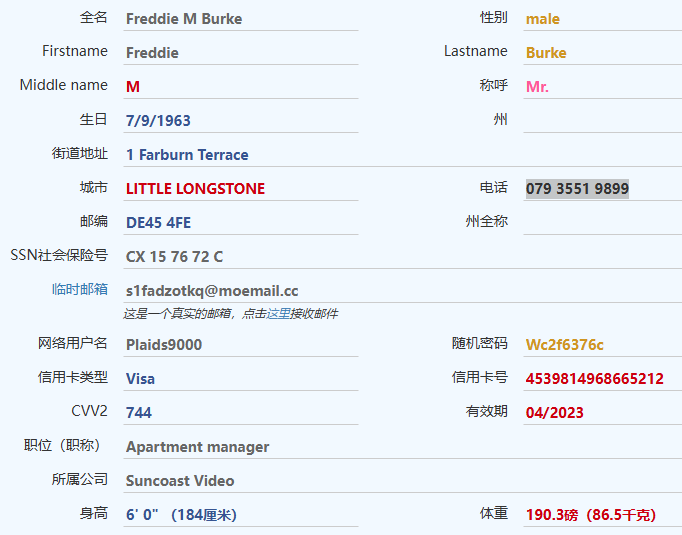 全名 Freddie M Burke 性别 male
Firstname Freddie Lastname Burke
Middle name M 称呼 Mr.
生日 7/9/1963 州
街道地址 1 Farburn Terrace
城市 LITTLE LONGSTONE 电话 079 3551 9899
邮编 DE45 4FE 州全称
SSN社会保险号 CX 15 76 72 C
临时邮箱 s1fadzotkq@moemail.cc
这是一个真实的邮箱，点击这里接收邮件
网络用户名 Plaids9000 随机密码 Wc2f6376c
信用卡类型 Visa 信用卡号 4539814968665212
CVV2 744 有效期 04/2023
职位（职称） Apartment manager
所属公司 Suncoast Video
身高 6' 0" （184厘米） 体重 190.3磅（86.5千克）